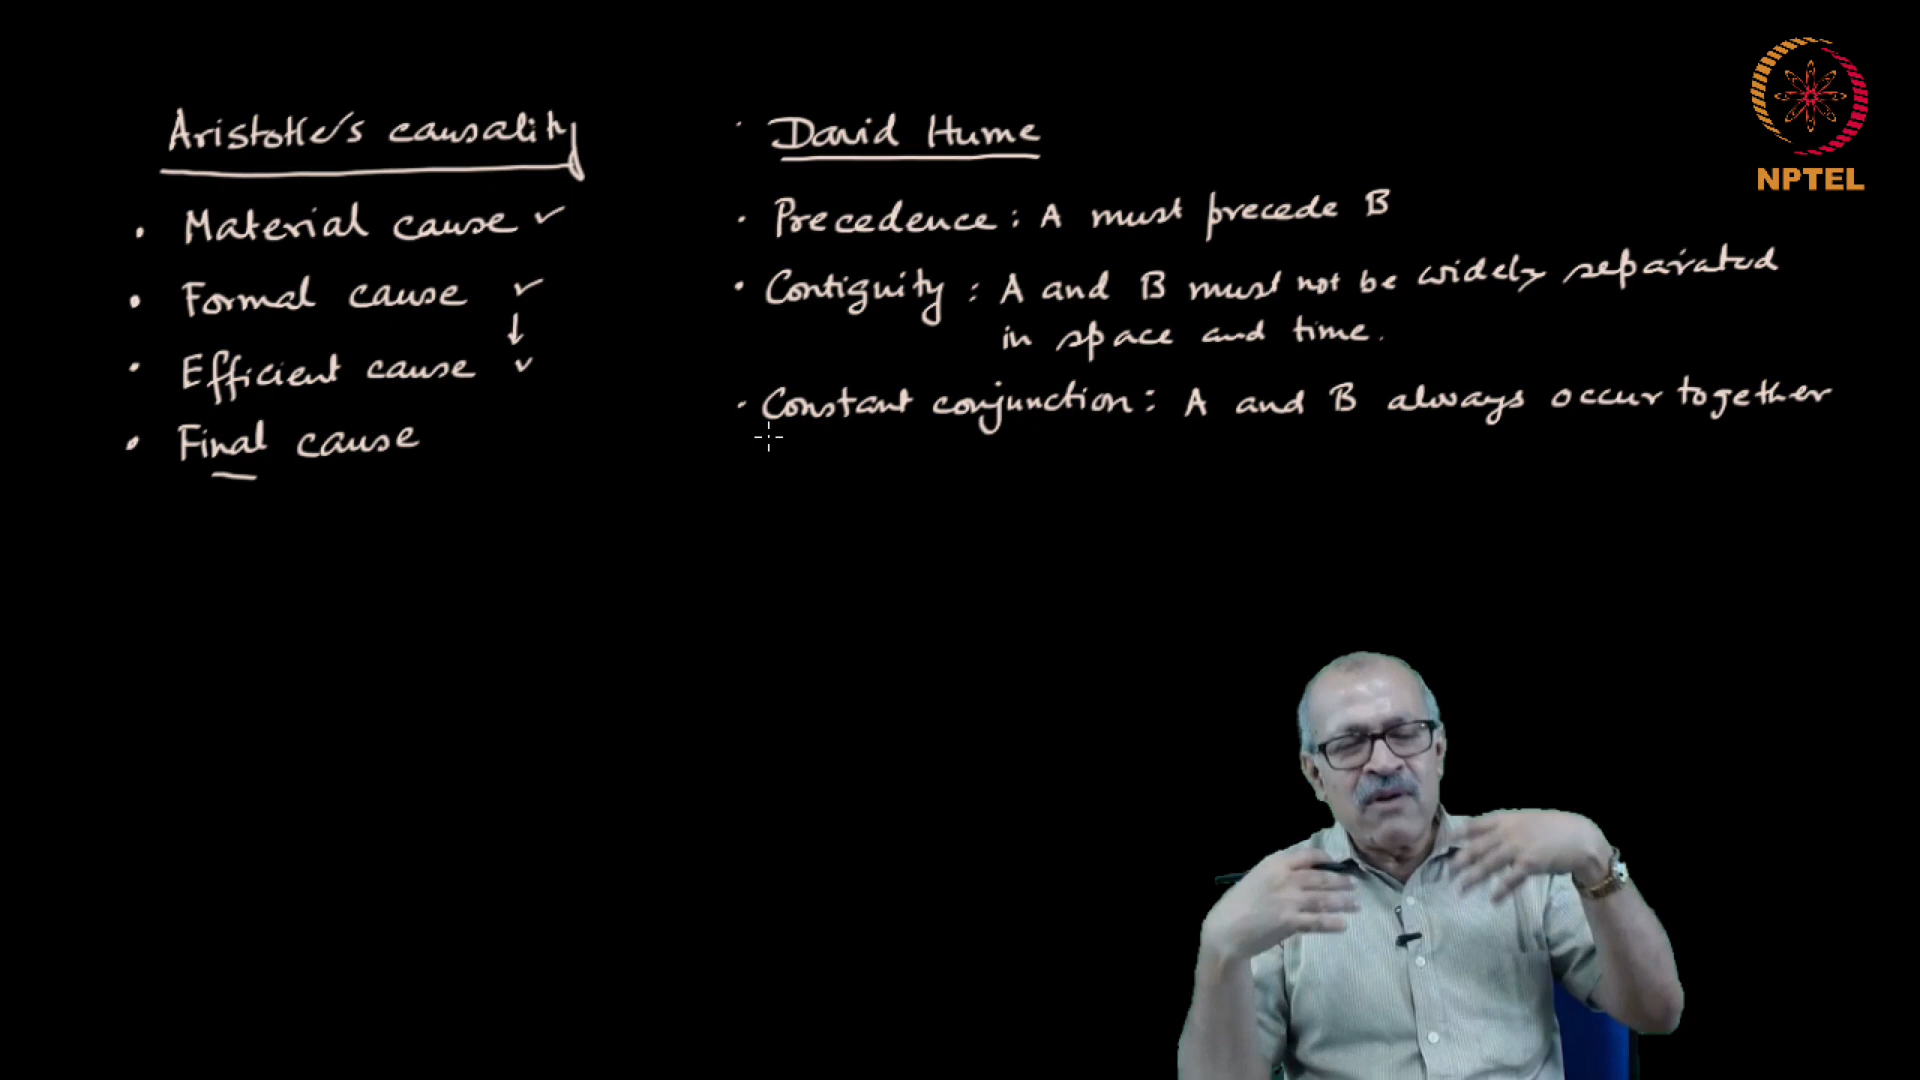 Aristotle's causality
• Material cause ✓
• Formal cause ✓
↓
• Efficient cause ✓
• Final cause
• David Hume
• Precedence : A must precede B
• Contiguity : A and B must not be widely separated
in space and time.
• Constant conjunction : A and B always occur together
NPTEL